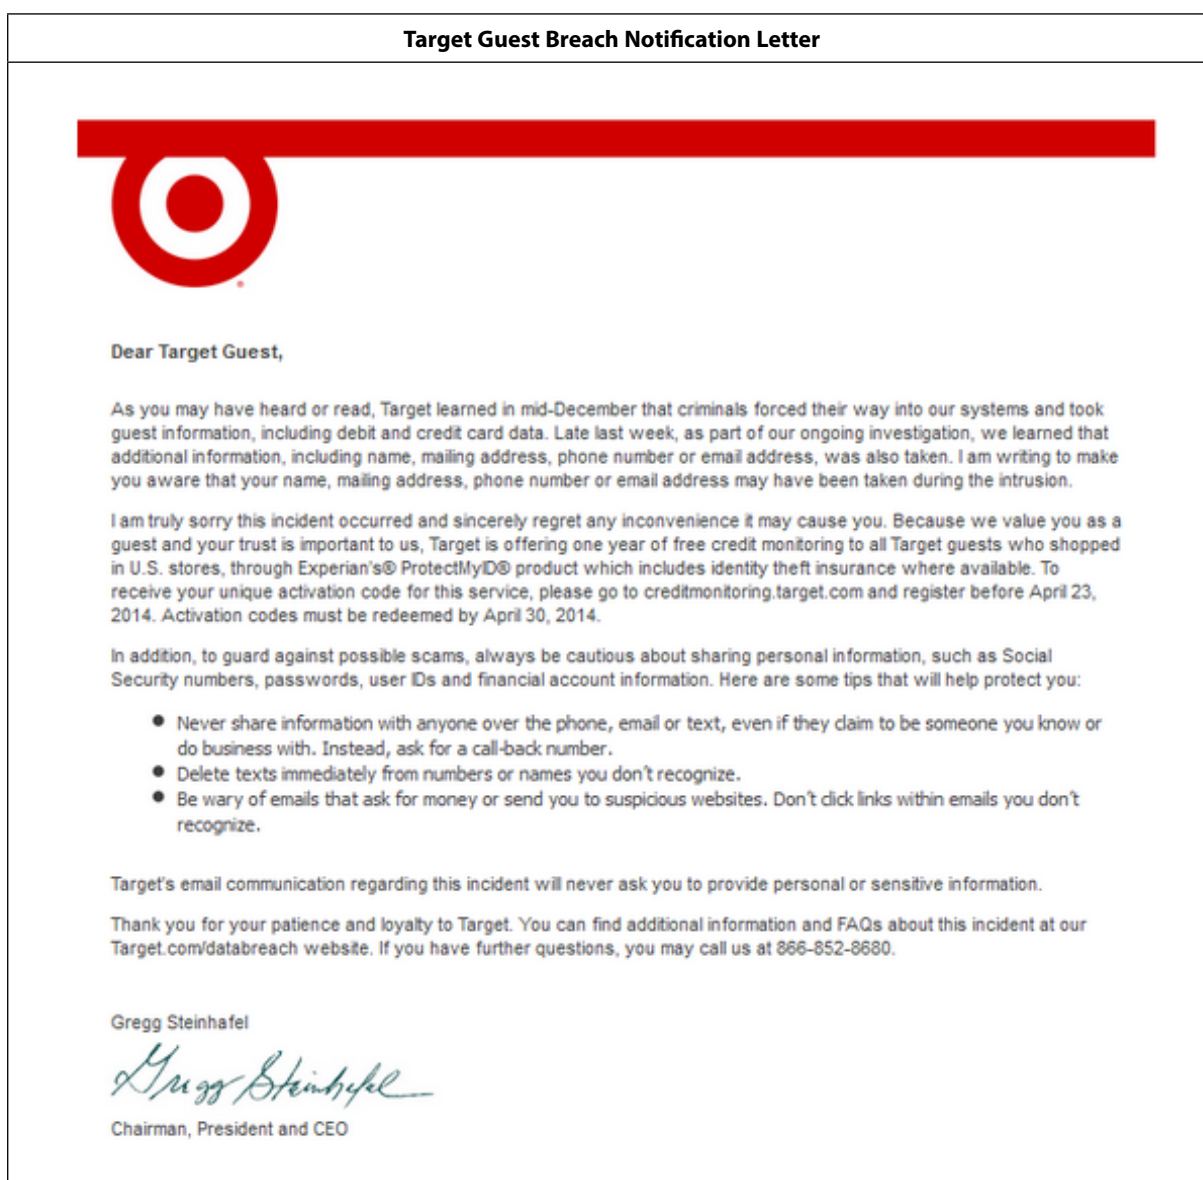 Target Guest Breach Notification Letter
Dear Target Guest,
As you may have heard or read, Target learned in mid-December that criminals forced their way into our systems and took
guest information, including debit and credit card data. Late last week, as part of our ongoing investigation, we learned that
additional information, including name, mailing address, phone number or email address, was also taken. I am writing to make
you aware that your name, mailing address, phone number or email address may have been taken during the intrusion.
I am truly sorry this incident occurred and sincerely regret any inconvenience it may cause you. Because we value you as a
guest and your trust is important to us, Target is offering one year of free credit monitoring to all Target guests who shopped
in U.S. stores, through Experian's® ProtectMyID® product which includes identity theft insurance where available. To
receive your unique activation code for this service, please go to creditmonitoring.target.com and register before April 23,
2014. Activation codes must be redeemed by April 30, 2014.
In addition, to guard against possible scams, always be cautious about sharing personal information, such as Social
Security numbers, passwords, user IDs and financial account information. Here are some tips that will help protect you:
● Never share information with anyone over the phone, email or text, even if they claim to be someone you know or
do business with. Instead, ask for a call-back number.
● Delete texts immediately from numbers or names you don't recognize.
● Be wary of emails that ask for money or send you to suspicious websites. Don't click links within emails you don't
recognize.
Target's email communication regarding this incident will never ask you to provide personal or sensitive information.
Thank you for your patience and loyalty to Target. You can find additional information and FAQs about this incident at our
Target.com/databreach website. If you have further questions, you may call us at 866-852-8680.
Gregg Steinhafel
Gregg Steinhafel
Chairman, President and CEO